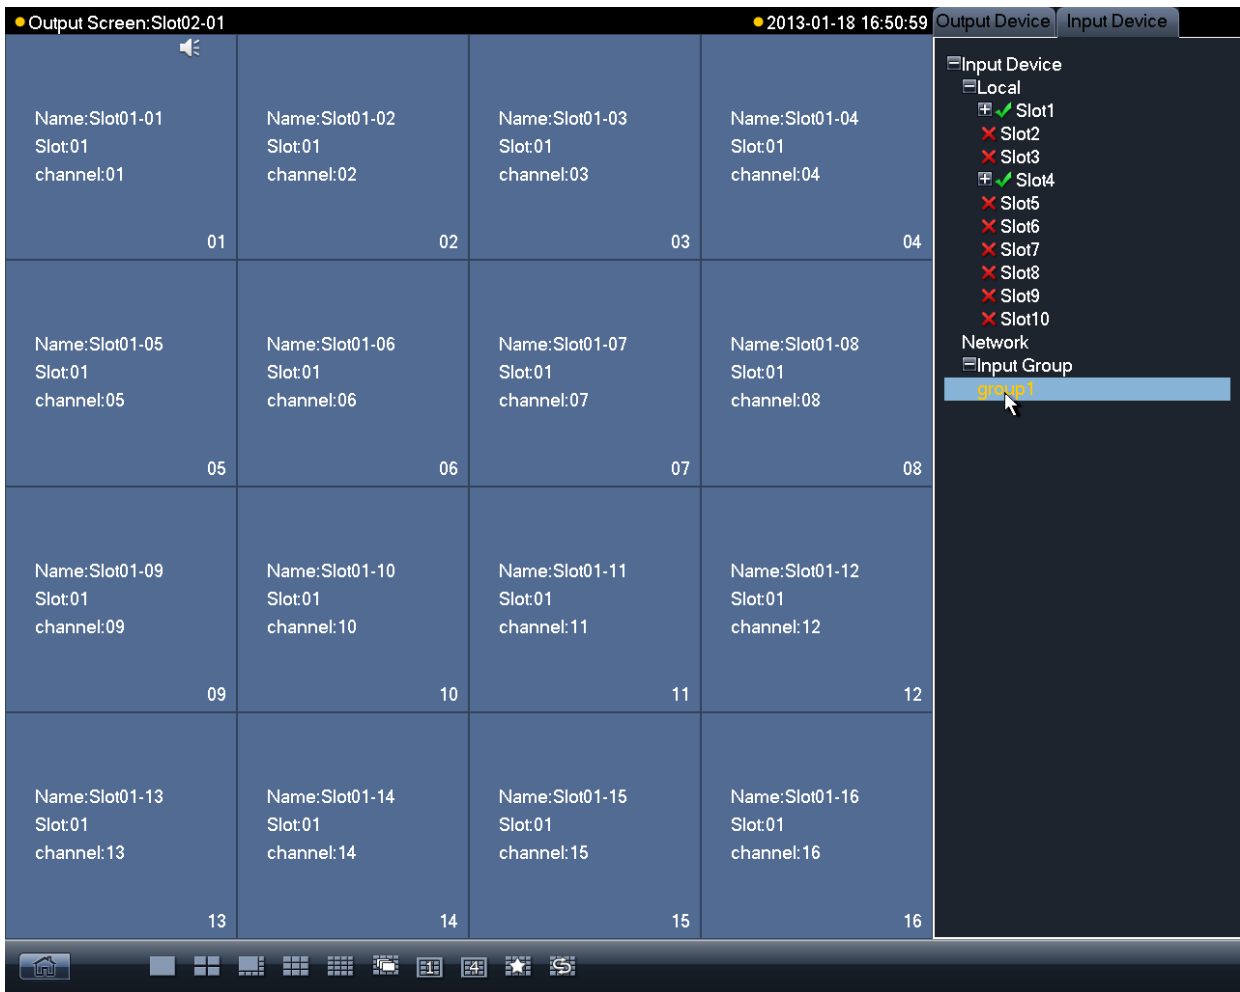 Output Screen:Slot02-01
2013-01-18 16:50:59
Output Device
Input Device
Name:Slot01-01
Slot:01
channel:01
01
Name:Slot01-02
Slot:01
channel:02
02
Name:Slot01-03
Slot:01
channel:03
03
Name:Slot01-04
Slot:01
channel:04
04
Name:Slot01-05
Slot:01
channel:05
05
Name:Slot01-06
Slot:01
channel:06
06
Name:Slot01-07
Slot:01
channel:07
07
Name:Slot01-08
Slot:01
channel:08
08
Name:Slot01-09
Slot:01
channel:09
09
Name:Slot01-10
Slot:01
channel:10
10
Name:Slot01-11
Slot:01
channel:11
11
Name:Slot01-12
Slot:01
channel:12
12
Name:Slot01-13
Slot:01
channel:13
13
Name:Slot01-14
Slot:01
channel:14
14
Name:Slot01-15
Slot:01
channel:15
15
Name:Slot01-16
Slot:01
channel:16
16
Input Device
Local
Slot1
Slot2
Slot3
Slot4
Slot5
Slot6
Slot7
Slot8
Slot9
Slot10
Network
Input Group
group1
1
4